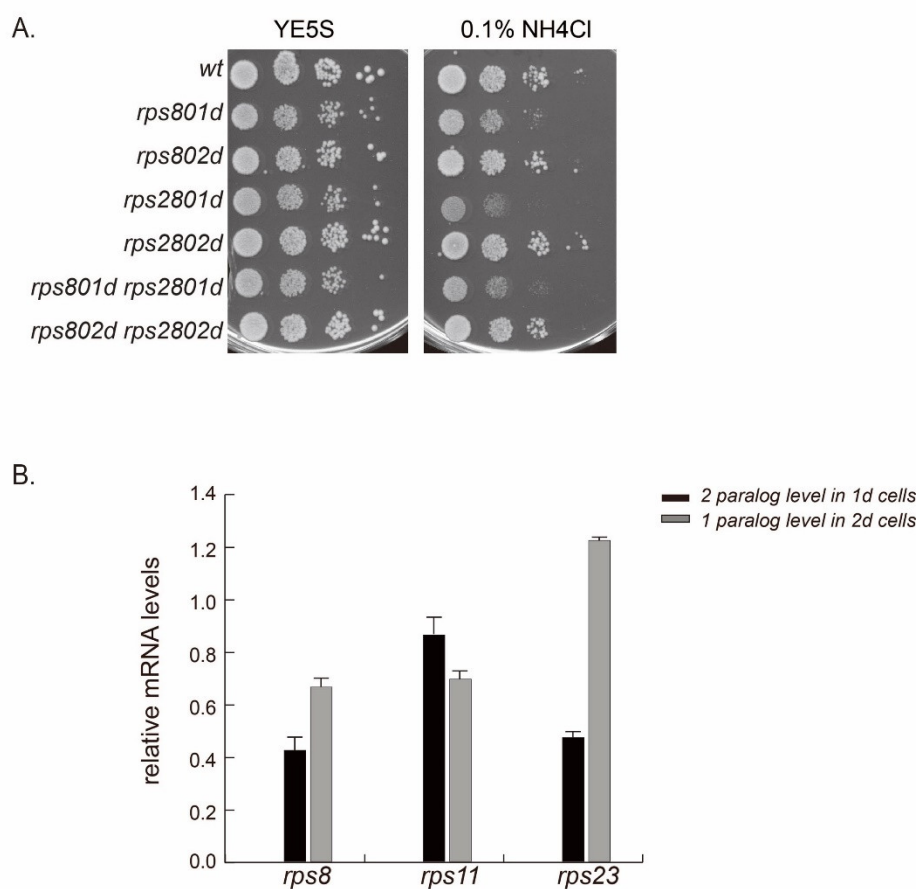 A.
YE5S 0.1% NH4Cl
wt
rps801d
rps802d
rps2801d
rps2802d
rps801d rps2801d
rps802d rps2802d
B.
relative mRNA levels
1.4
1.2
1.0
0.8
0.6
0.4
0.2
0.0
rps8 rps11 rps23
2 paralog level in 1d cells
1 paralog level in 2d cells